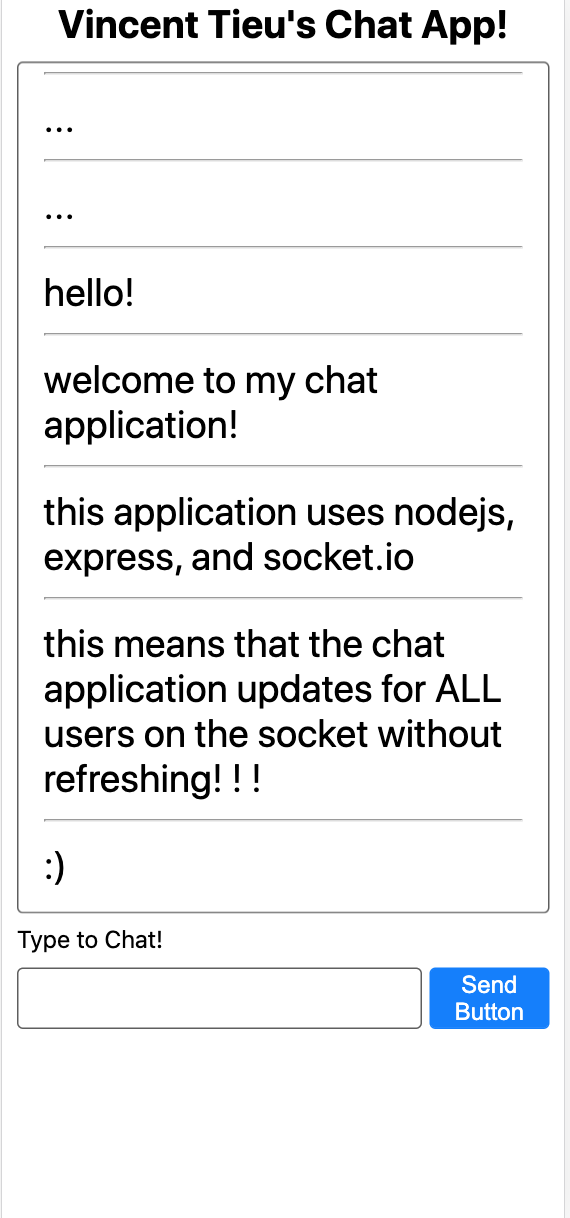 Vincent Tieu's Chat App!
...
...
hello!
welcome to my chat
application!
this application uses nodejs,
express, and socket.io
this means that the chat
application updates for ALL
users on the socket without
refreshing! ! !
:)
Type to Chat!
Send
Button